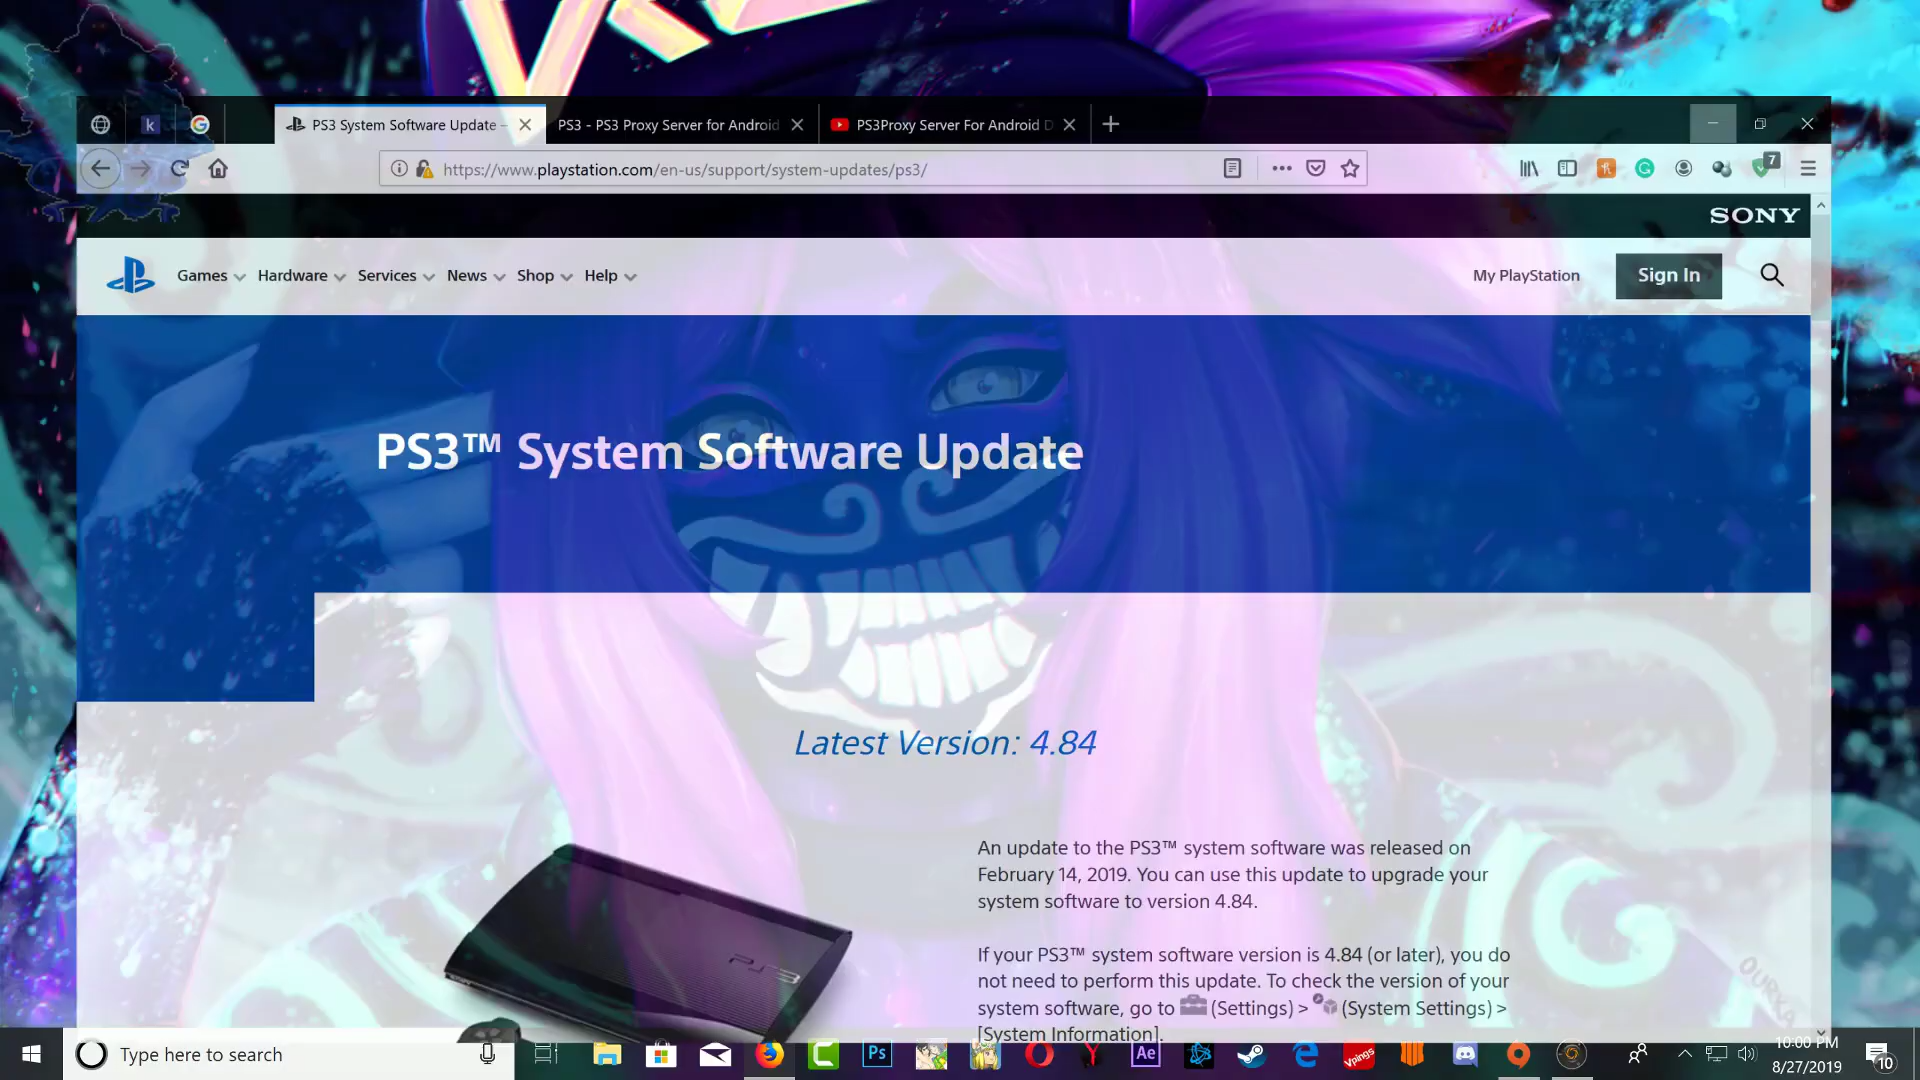 PS3 System Software Update –
PS3 - PS3 Proxy Server for Android
PS3Proxy Server For Android D
https://www.playstation.com/en-us/support/system-updates/ps3/
7
SONY
Games
Hardware
Services
News
Shop
Help
My PlayStation
Sign In
PS3™ System Software Update
Latest Version: 4.84
An update to the PS3™ system software was released on
February 14, 2019. You can use this update to upgrade your
system software to version 4.84.
If your PS3™ system software version is 4.84 (or later), you do
not need to perform this update. To check the version of your
system software, go to (Settings) > (System Settings) >
[System Information].
PS3
Type here to search
Ps
Ae
Vpings
10:00 PM
8/27/2019
10